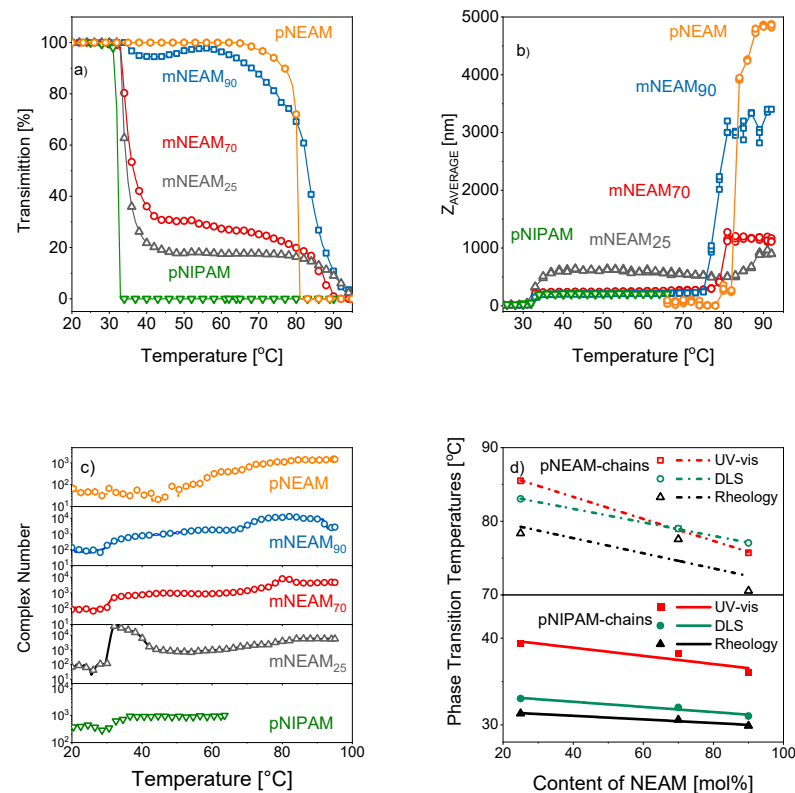 pNEAM
a)
mNEAM90
mNEAM70
mNEAM25
pNIPAM
Transimittion [%]
100
80
60
40
20
0
20 30 40 50 60 70 80 90
Temperature [°C]
b)
pNEAM
mNEAM90
mNEAM70
pNIPAM
mNEAM25
ZAVERAGE [nm]
5000
4000
3000
2000
1000
0
30 40 50 60 70 80 90
Temperature [°C]
c)
Complex Number
10³
10²
10¹
pNEAM
10⁴
10³
10²
10¹
mNEAM90
10⁴
10³
10²
10¹
mNEAM70
10⁴
10³
10²
10¹
mNEAM25
10⁴
10³
10²
pNIPAM
20 40 60 80 100
Temperature [°C]
Phase Transition Temperatures [°C]
90
80
70
40
30
d)
pNEAM-chains
UV-vis
DLS
Rheology
pNIPAM-chains
UV-vis
DLS
Rheology
20 40 60 80 100
Content of NEAM [mol%]